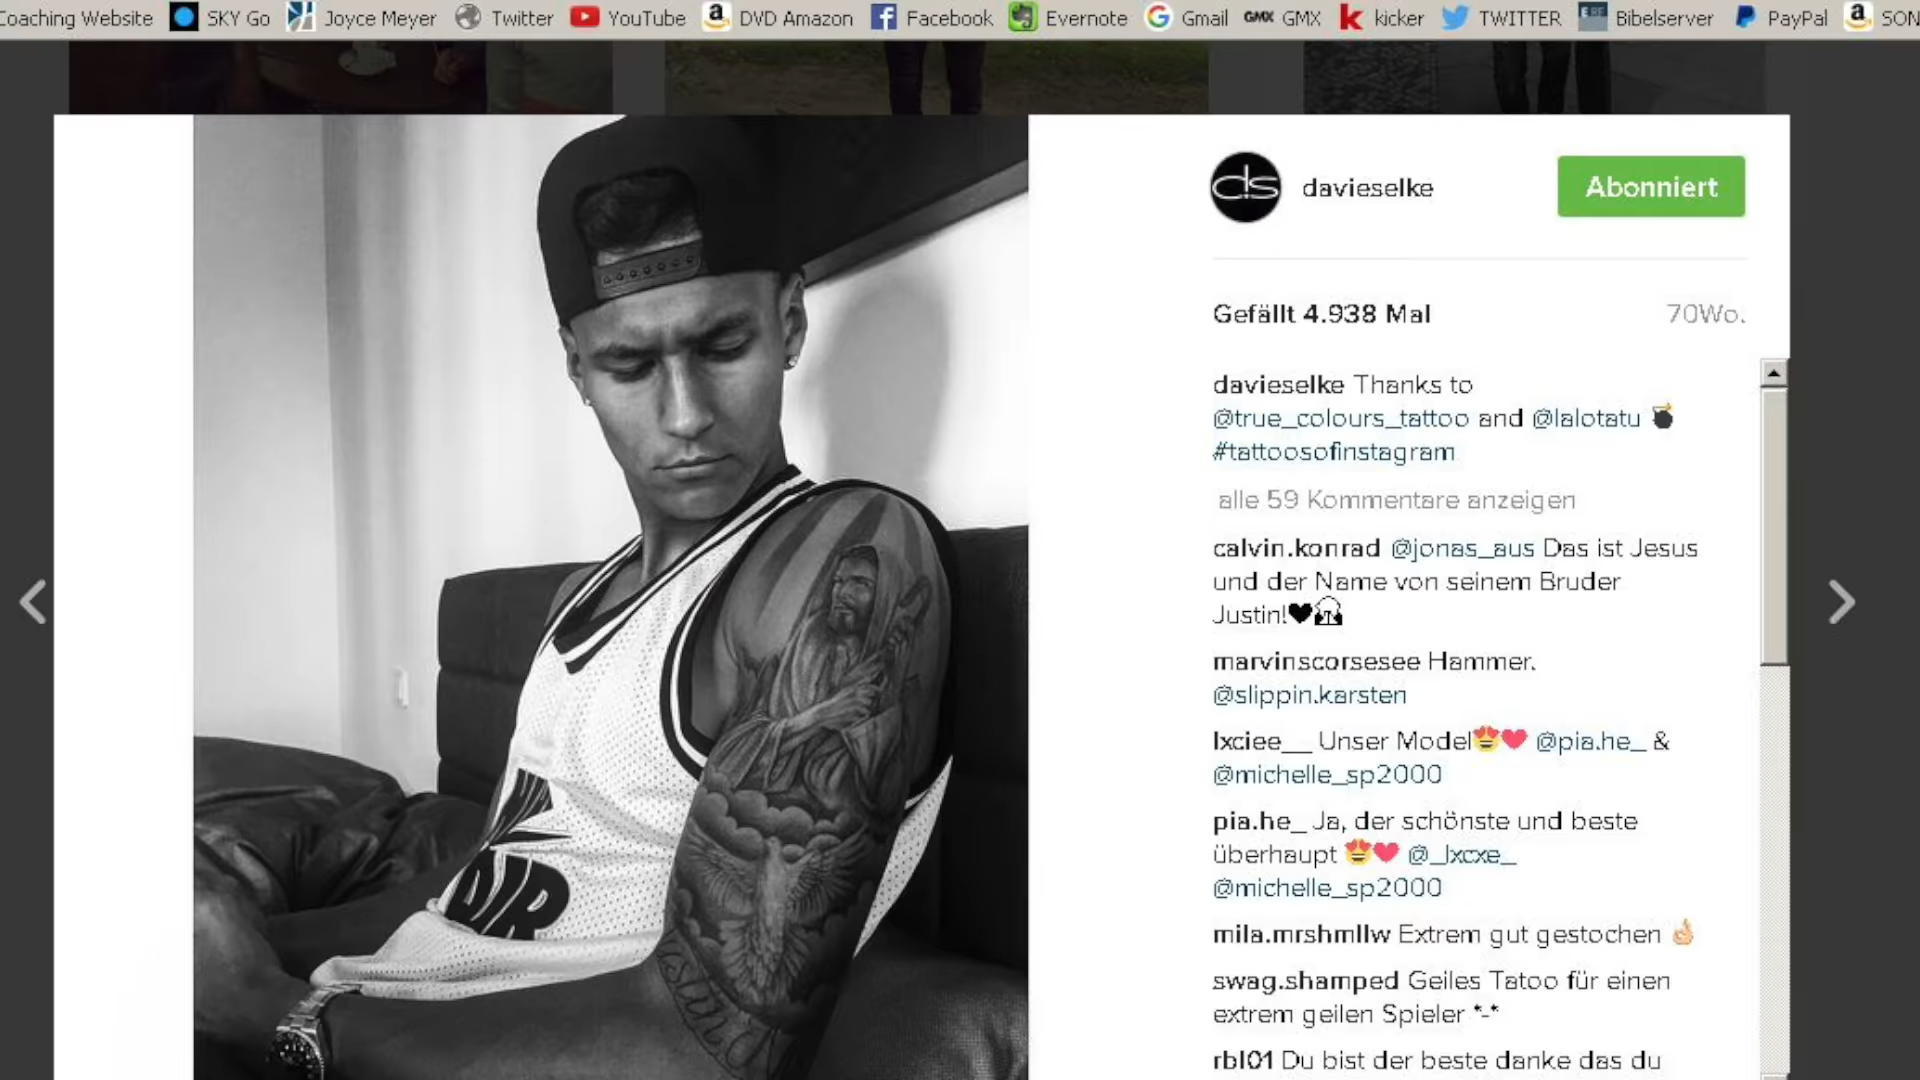 Coaching Website SKY Go Joyce Meyer Twitter YouTube DVD Amazon Facebook Evernote Gmail GMX GMX kicker TWITTER Bibelserver PayPal SON
ds davieselke Abonniert
Gefällt 4.938 Mal 70Wo.
davieselke Thanks to
@true_colours_tattoo and @lalotatu 💣
#tattoosofinstagram
alle 59 Kommentare anzeigen
calvin.konrad @jonas_aus Das ist Jesus
und der Name von seinem Bruder
Justin!
marvinscorsesee Hammer.
@slippin.karsten
lxciee__ Unser Model😍❤ @pia.he_ &
@michelle_sp2000
pia.he_ Ja, der schönste und beste
überhaupt 😍❤ @_lxcxe_
@michelle_sp2000
mila.mrshmllw Extrem gut gestochen 👌
swag.shamped Geiles Tatoo für einen
extrem geilen Spieler *-*
rbl01 Du bist der beste danke das du
AIR